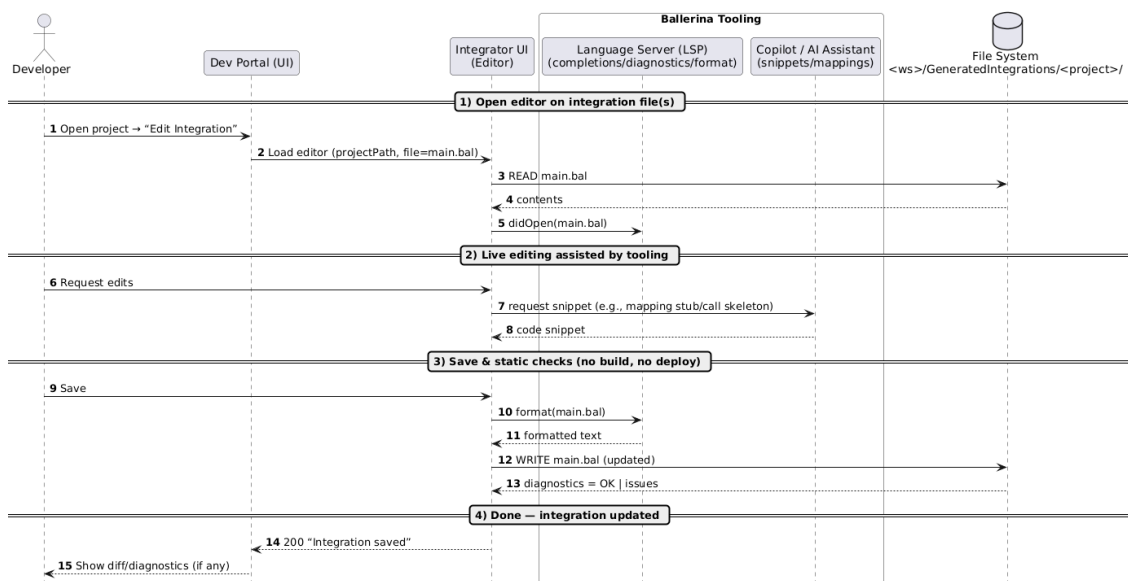 Ballerina Tooling
Developer
Dev Portal (UI)
Integrator UI
(Editor)
Language Server (LSP)
(completions/diagnostics/format)
Copilot / AI Assistant
(snippets/mappings)
File System
<ws>/GeneratedIntegrations/<project>/
1) Open editor on integration file(s)
1 Open project → “Edit Integration”
2 Load editor (projectPath, file=main.bal)
3 READ main.bal
4 contents
5 didOpen(main.bal)
2) Live editing assisted by tooling
6 Request edits
7 request snippet (e.g., mapping stub/call skeleton)
8 code snippet
3) Save & static checks (no build, no deploy)
9 Save
10 format(main.bal)
11 formatted text
12 WRITE main.bal (updated)
13 diagnostics = OK | issues
4) Done — integration updated
14 200 “Integration saved”
15 Show diff/diagnostics (if any)